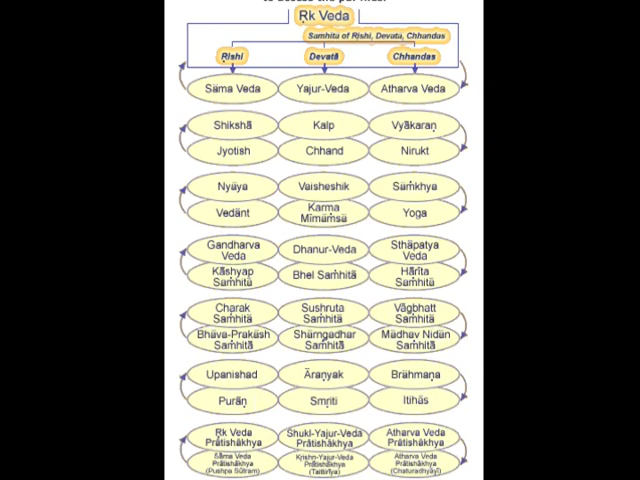 Ṛk Veda
Samhita of Ṛishi, Devata, Chhandas
Ṛishi Devatā Chhandas
Sāma Veda Yajur-Veda Atharva Veda
Shikshā Kalp Vyākaraṇ
Jyotish Chhand Nirukt
Nyāya Vaisheshik Sāṁkhya
Vedānt Karma Mīmāṁsā Yoga
Gandharva Veda Dhanur-Veda Sthāpatya Veda
Kāshyap Saṁhitā Bhel Saṁhitā Hārīta Saṁhitā
Charak Saṁhitā Sushruta Saṁhitā Vāgbhatt Saṁhitā
Bhāva-Prakāsh Saṁhitā Shārngadhar Saṁhitā Mādhav Nidān Saṁhitā
Upanishad Āraṇyak Brāhmaṇa
Purāṇ Smṛiti Itihās
Ṛk Veda Prātishākhya Shukl-Yajur-Veda Prātishākhya Atharva Veda Prātishākhya
Sāma Veda Prātishākhya (Pushpa Sūtram) Kṛishn-Yajur-Veda Prātishākhya (Taittirīya) Atharva Veda Prātishākhya (Chaturadhyāyī)